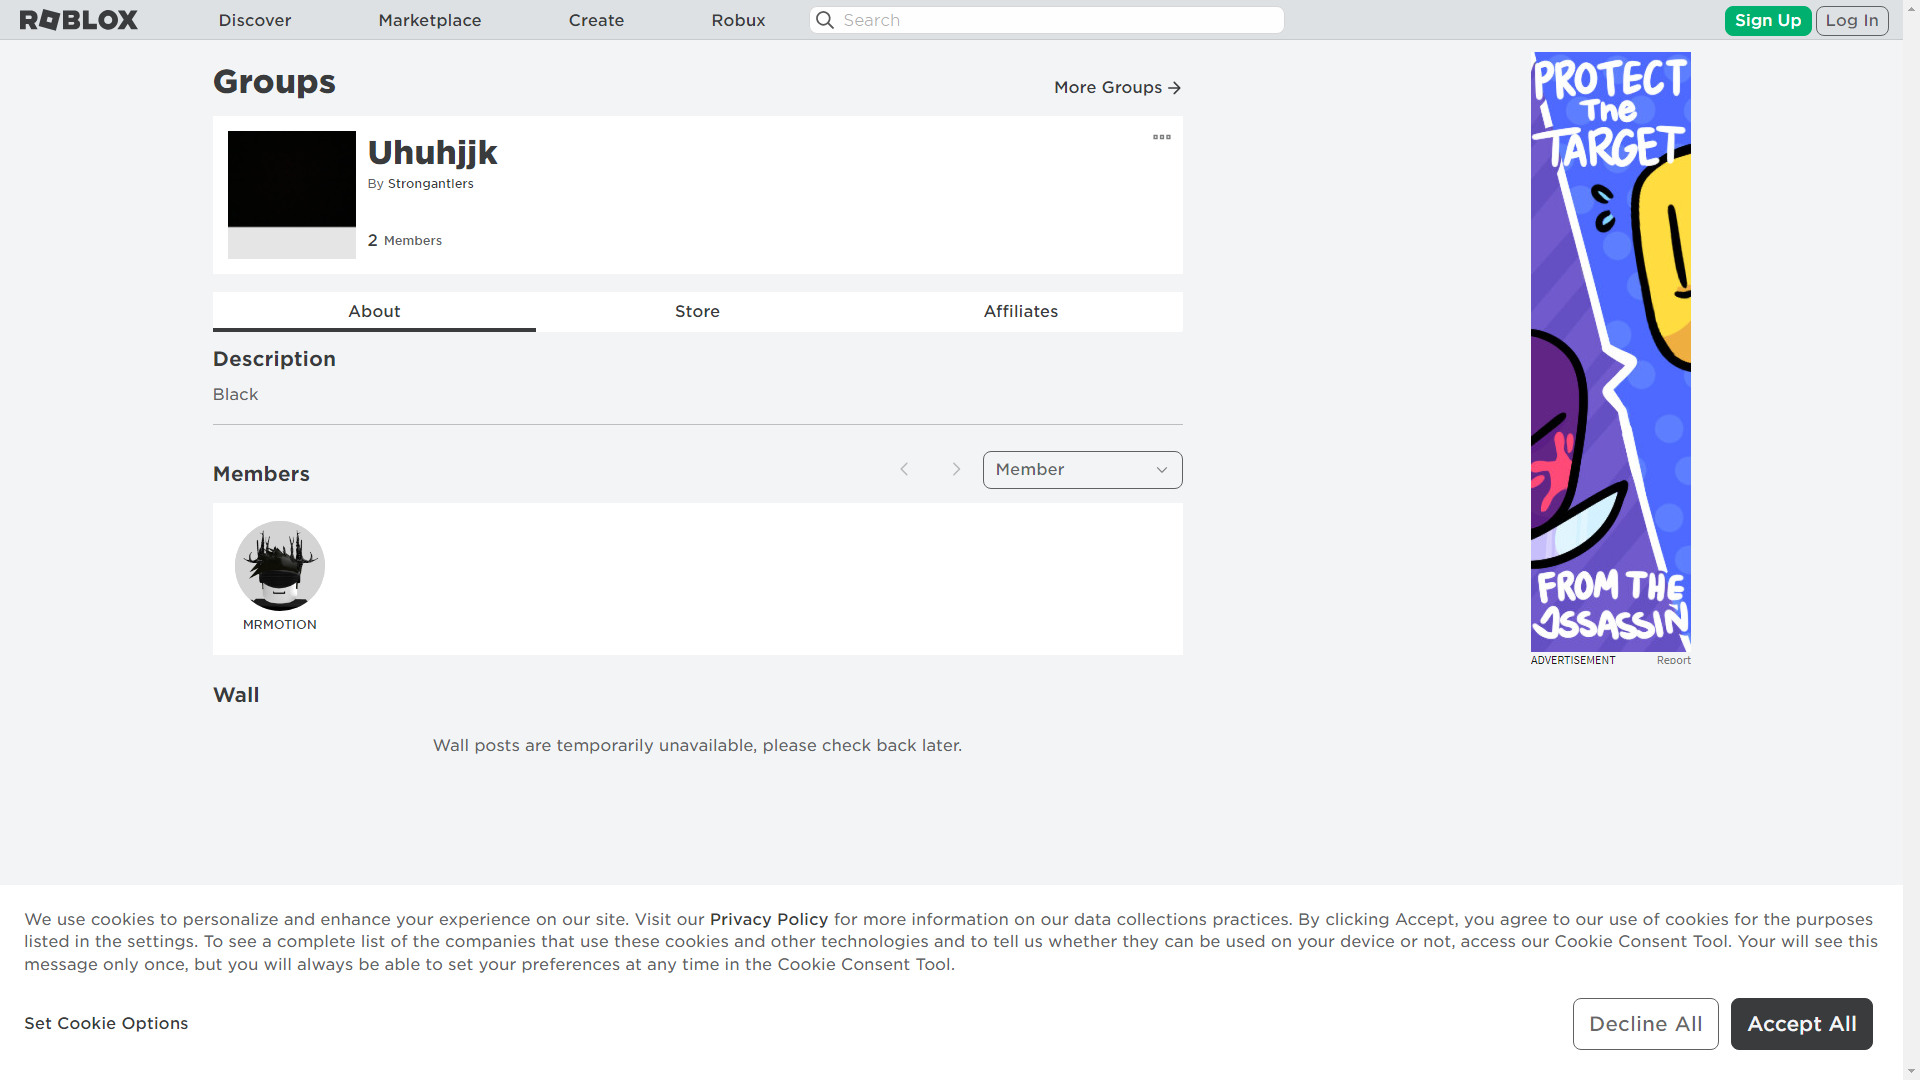 ROBLOX
Discover
Marketplace
Create
Robux
Search
Sign Up
Log In
Groups
More Groups
Uhuhjjk
By Strongantlers
2 Members
About
Store
Affiliates
Description
Black
Members
Member
MRMOTION
Wall
Wall posts are temporarily unavailable, please check back later.
PROTECT
The
TARGET
FROM THE
ASSASSIN
ADVERTISEMENT
Report
We use cookies to personalize and enhance your experience on our site. Visit our Privacy Policy for more information on our data collections practices. By clicking Accept, you agree to our use of cookies for the purposes
listed in the settings. To see a complete list of the companies that use these cookies and other technologies and to tell us whether they can be used on your device or not, access our Cookie Consent Tool. Your will see this
message only once, but you will always be able to set your preferences at any time in the Cookie Consent Tool.
Set Cookie Options
Decline All
Accept All